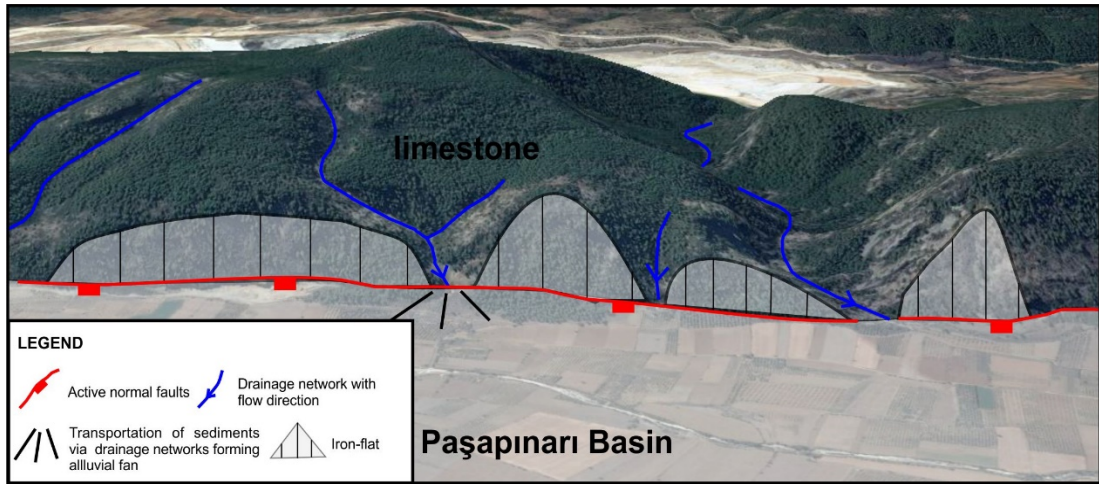 limestone
LEGEND
Active normal faults
Drainage network with
flow direction
Transportation of sediments
via drainage networks forming
alluvial fan
Iron-flat
Paşapınarı Basin